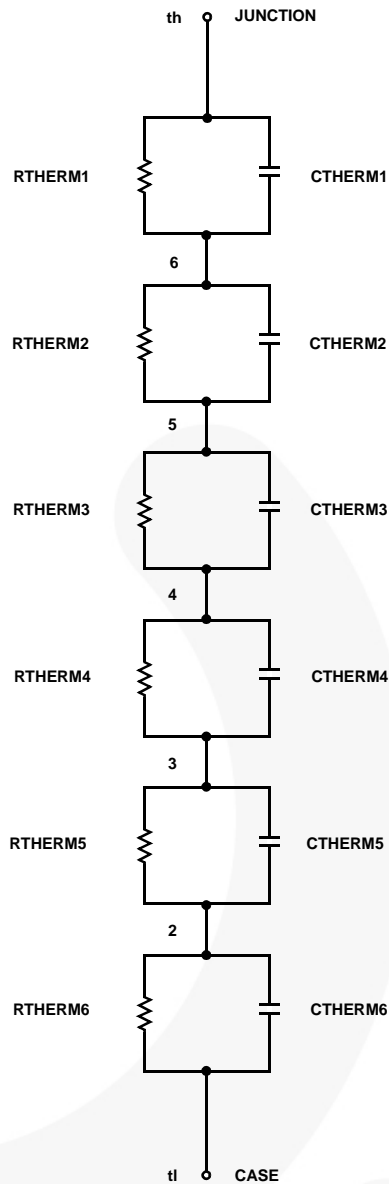 th JUNCTION
RTHERM1 CTHERM1
6
RTHERM2 CTHERM2
5
RTHERM3 CTHERM3
4
RTHERM4 CTHERM4
3
RTHERM5 CTHERM5
2
RTHERM6 CTHERM6
tl CASE